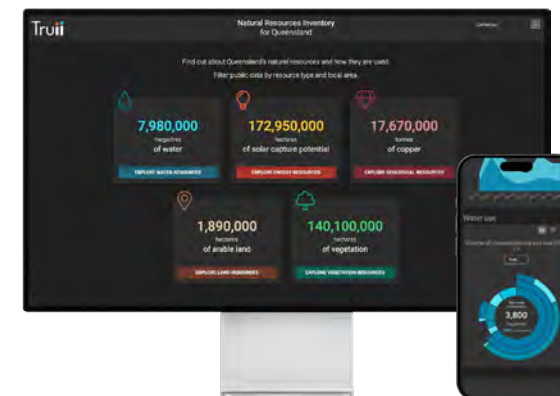 Truii
Natural Resources Inventory
for Queensland
Find out about Queensland's natural resources and how they are used.
Filter public data by resource type and local area.
7,980,000
megalitres
of water
EXPLORE WATER RESOURCES
172,950,000
hectares
of solar capture potential
EXPLORE ENERGY RESOURCES
17,670,000
tonnes
of copper
EXPLORE GEOLOGICAL RESOURCES
1,890,000
hectares
of arable land
EXPLORE LAND RESOURCES
140,100,000
hectares
of vegetation
EXPLORE VEGETATION RESOURCES
Water use
3,800